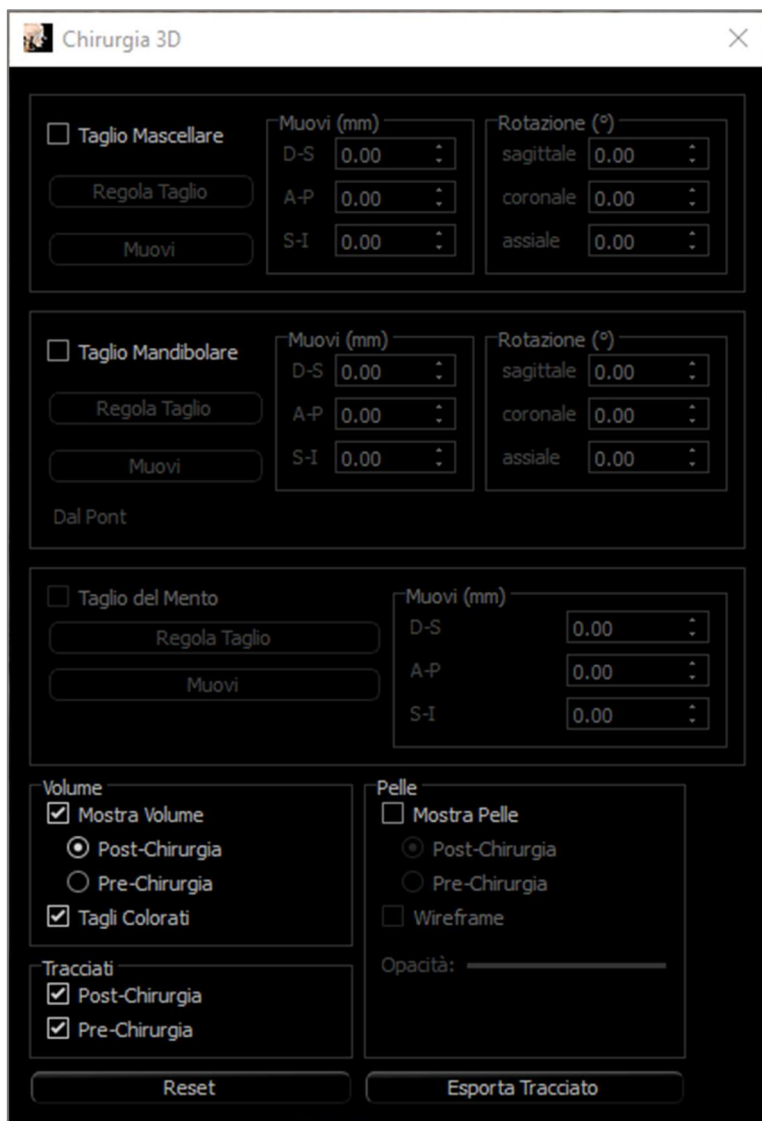 Chirurgia 3D
Taglio Mascellare
Regola Taglio
Muovi
Muovi (mm)
D-S 0.00
A-P 0.00
S-I 0.00
Rotazione (°)
sagittale 0.00
coronale 0.00
assiale 0.00
Taglio Mandibolare
Regola Taglio
Muovi
Dal Pont
Muovi (mm)
D-S 0.00
A-P 0.00
S-I 0.00
Rotazione (°)
sagittale 0.00
coronale 0.00
assiale 0.00
Taglio del Mento
Regola Taglio
Muovi
Muovi (mm)
D-S 0.00
A-P 0.00
S-I 0.00
Volume
Mostra Volume
Post-Chirurgia
Pre-Chirurgia
Tagli Colorati
Tracciati
Post-Chirurgia
Pre-Chirurgia
Pelle
Mostra Pelle
Post-Chirurgia
Pre-Chirurgia
Wireframe
Opacità:
Reset
Esporta Tracciato